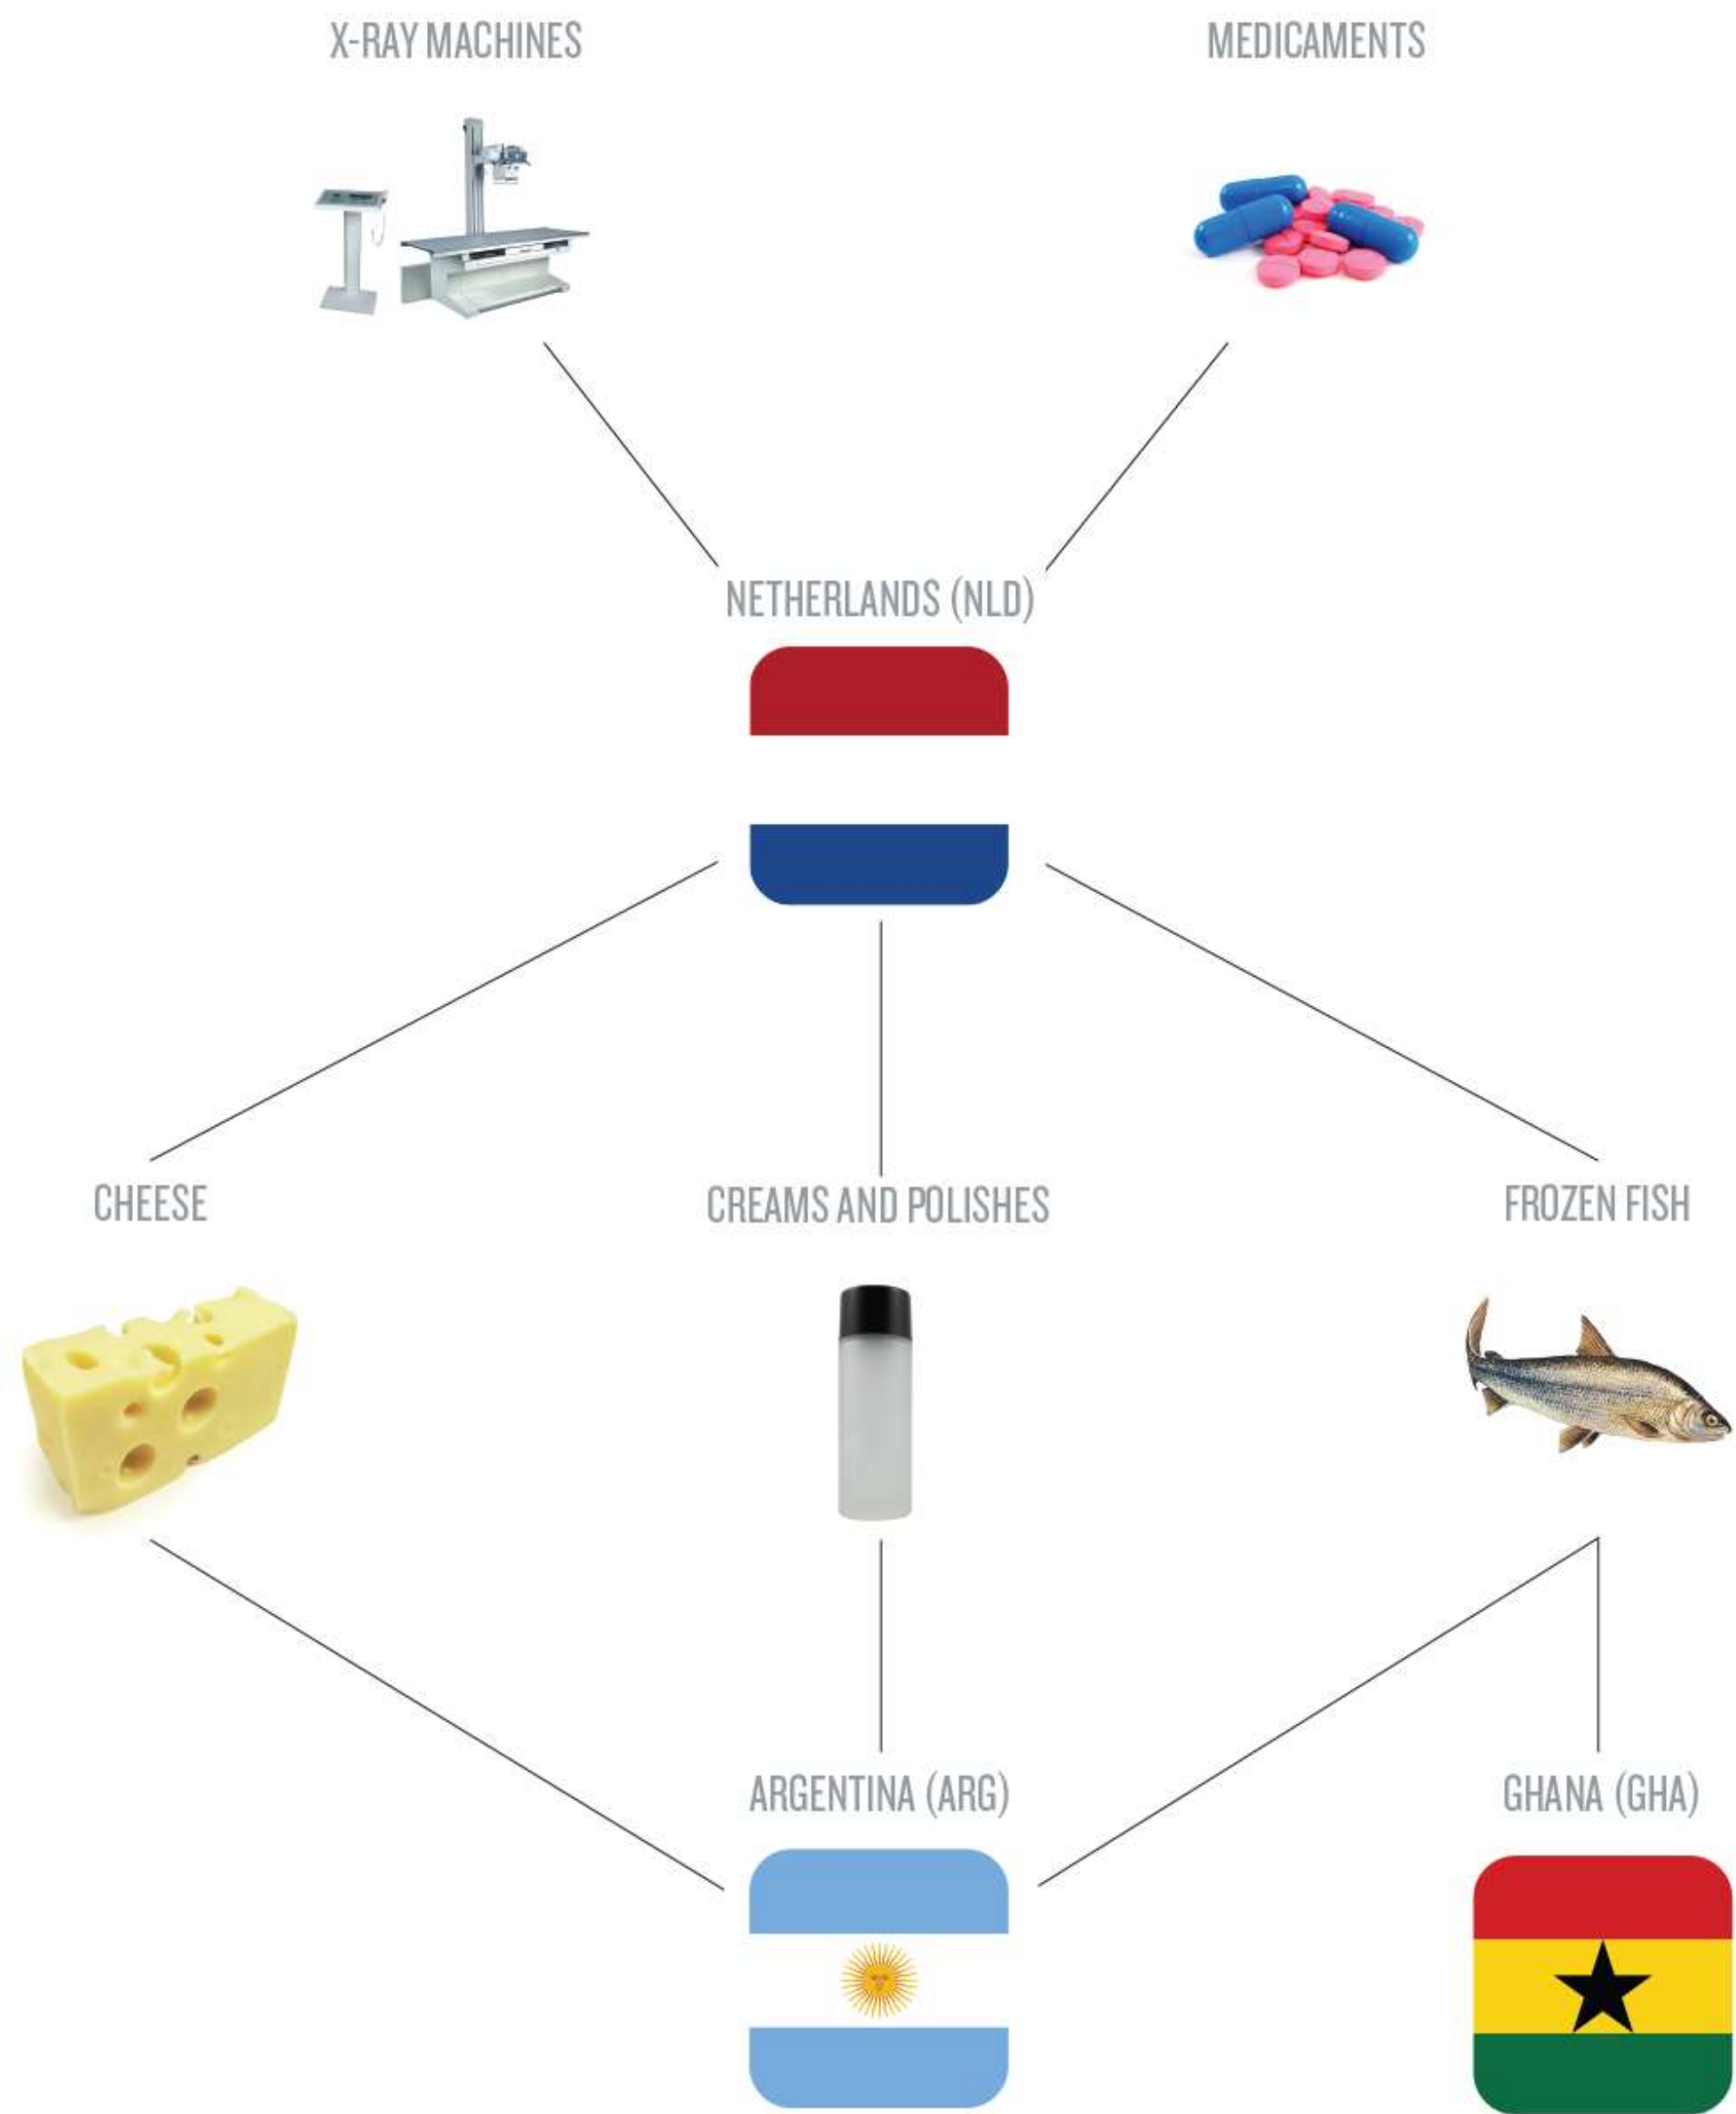 X-RAY MACHINES
MEDICAMENTS
NETHERLANDS (NLD)
CHEESE
CREAMS AND POLISHES
FROZEN FISH
ARGENTINA (ARG)
GHANA (GHA)